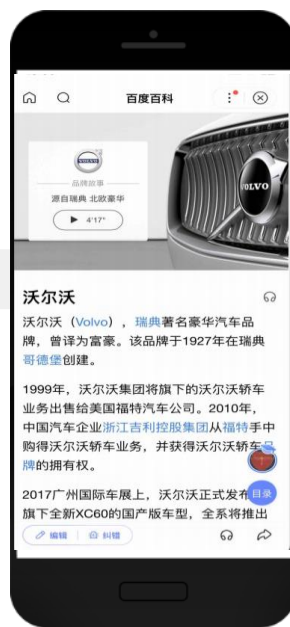 百度百科
VOLVO
品牌故事
源自瑞典 北欧豪华
4'17"
VOLVO
沃尔沃
沃尔沃（Volvo），瑞典著名豪华汽车品
牌，曾译为富豪。该品牌于1927年在瑞典
哥德堡创建。
1999年，沃尔沃集团将旗下的沃尔沃轿车
业务出售给美国福特汽车公司。2010年，
中国汽车企业浙江吉利控股集团从福特手中
购得沃尔沃轿车业务，并获得沃尔沃轿车品
牌的拥有权。
2017广州国际车展上，沃尔沃正式发布
目录
旗下全新XC60的国产版车型，全系将推出
编辑
纠错